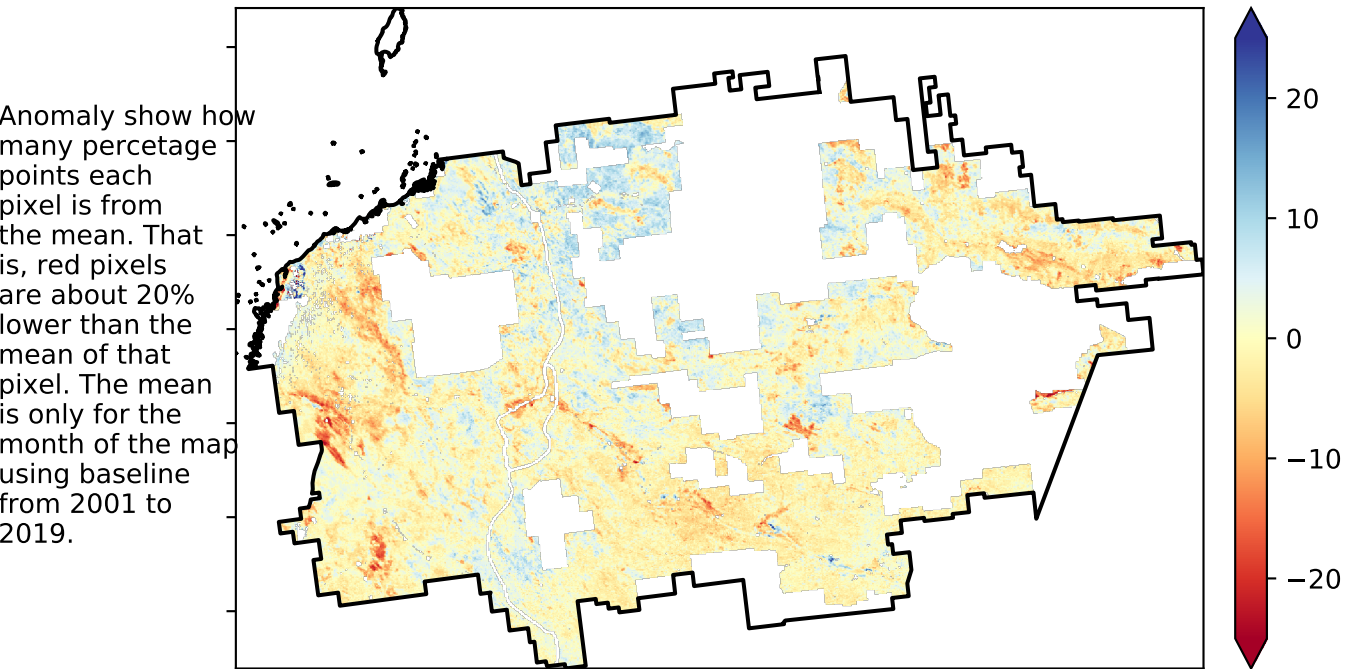 Anomaly show how
many percetage
points each
pixel is from
the mean. That
is, red pixels
are about 20%
lower than the
mean of that
pixel. The mean
is only for the
month of the map
using baseline
from 2001 to
2019.
20
10
0
−10
−20